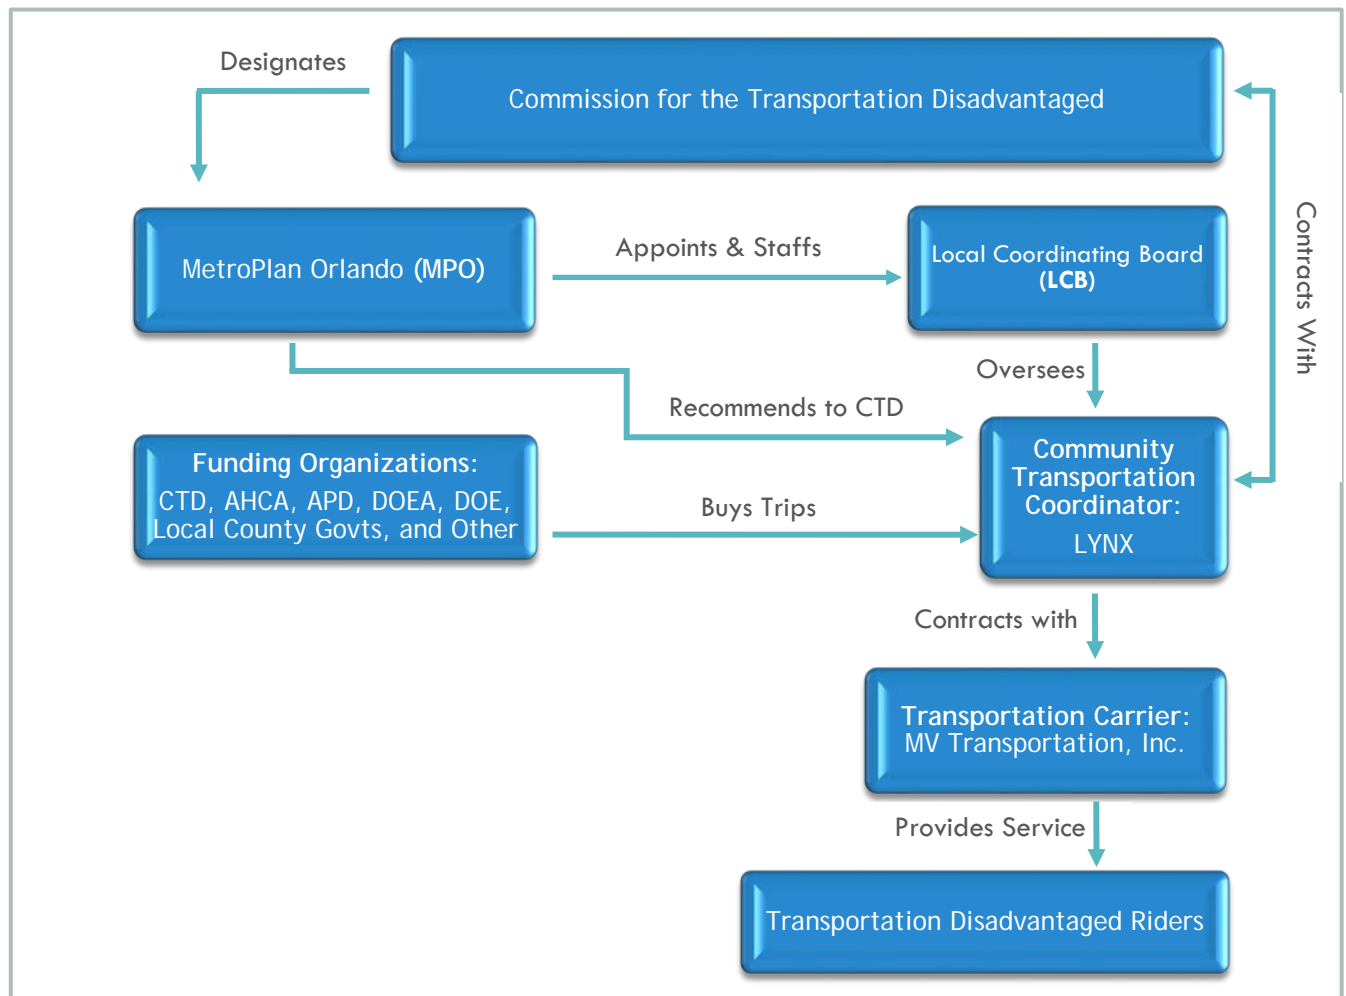 Designates
Commission for the Transportation Disadvantaged
MetroPlan Orlando (MPO)
Appoints & Staffs
Local Coordinating Board
(LCB)
Contracts With
Oversees
Recommends to CTD
Funding Organizations:
CTD, AHCA, APD, DOEA, DOE,
Local County Govts, and Other
Buys Trips
Community
Transportation
Coordinator:
LYNX
Contracts with
Transportation Carrier:
MV Transportation, Inc.
Provides Service
Transportation Disadvantaged Riders